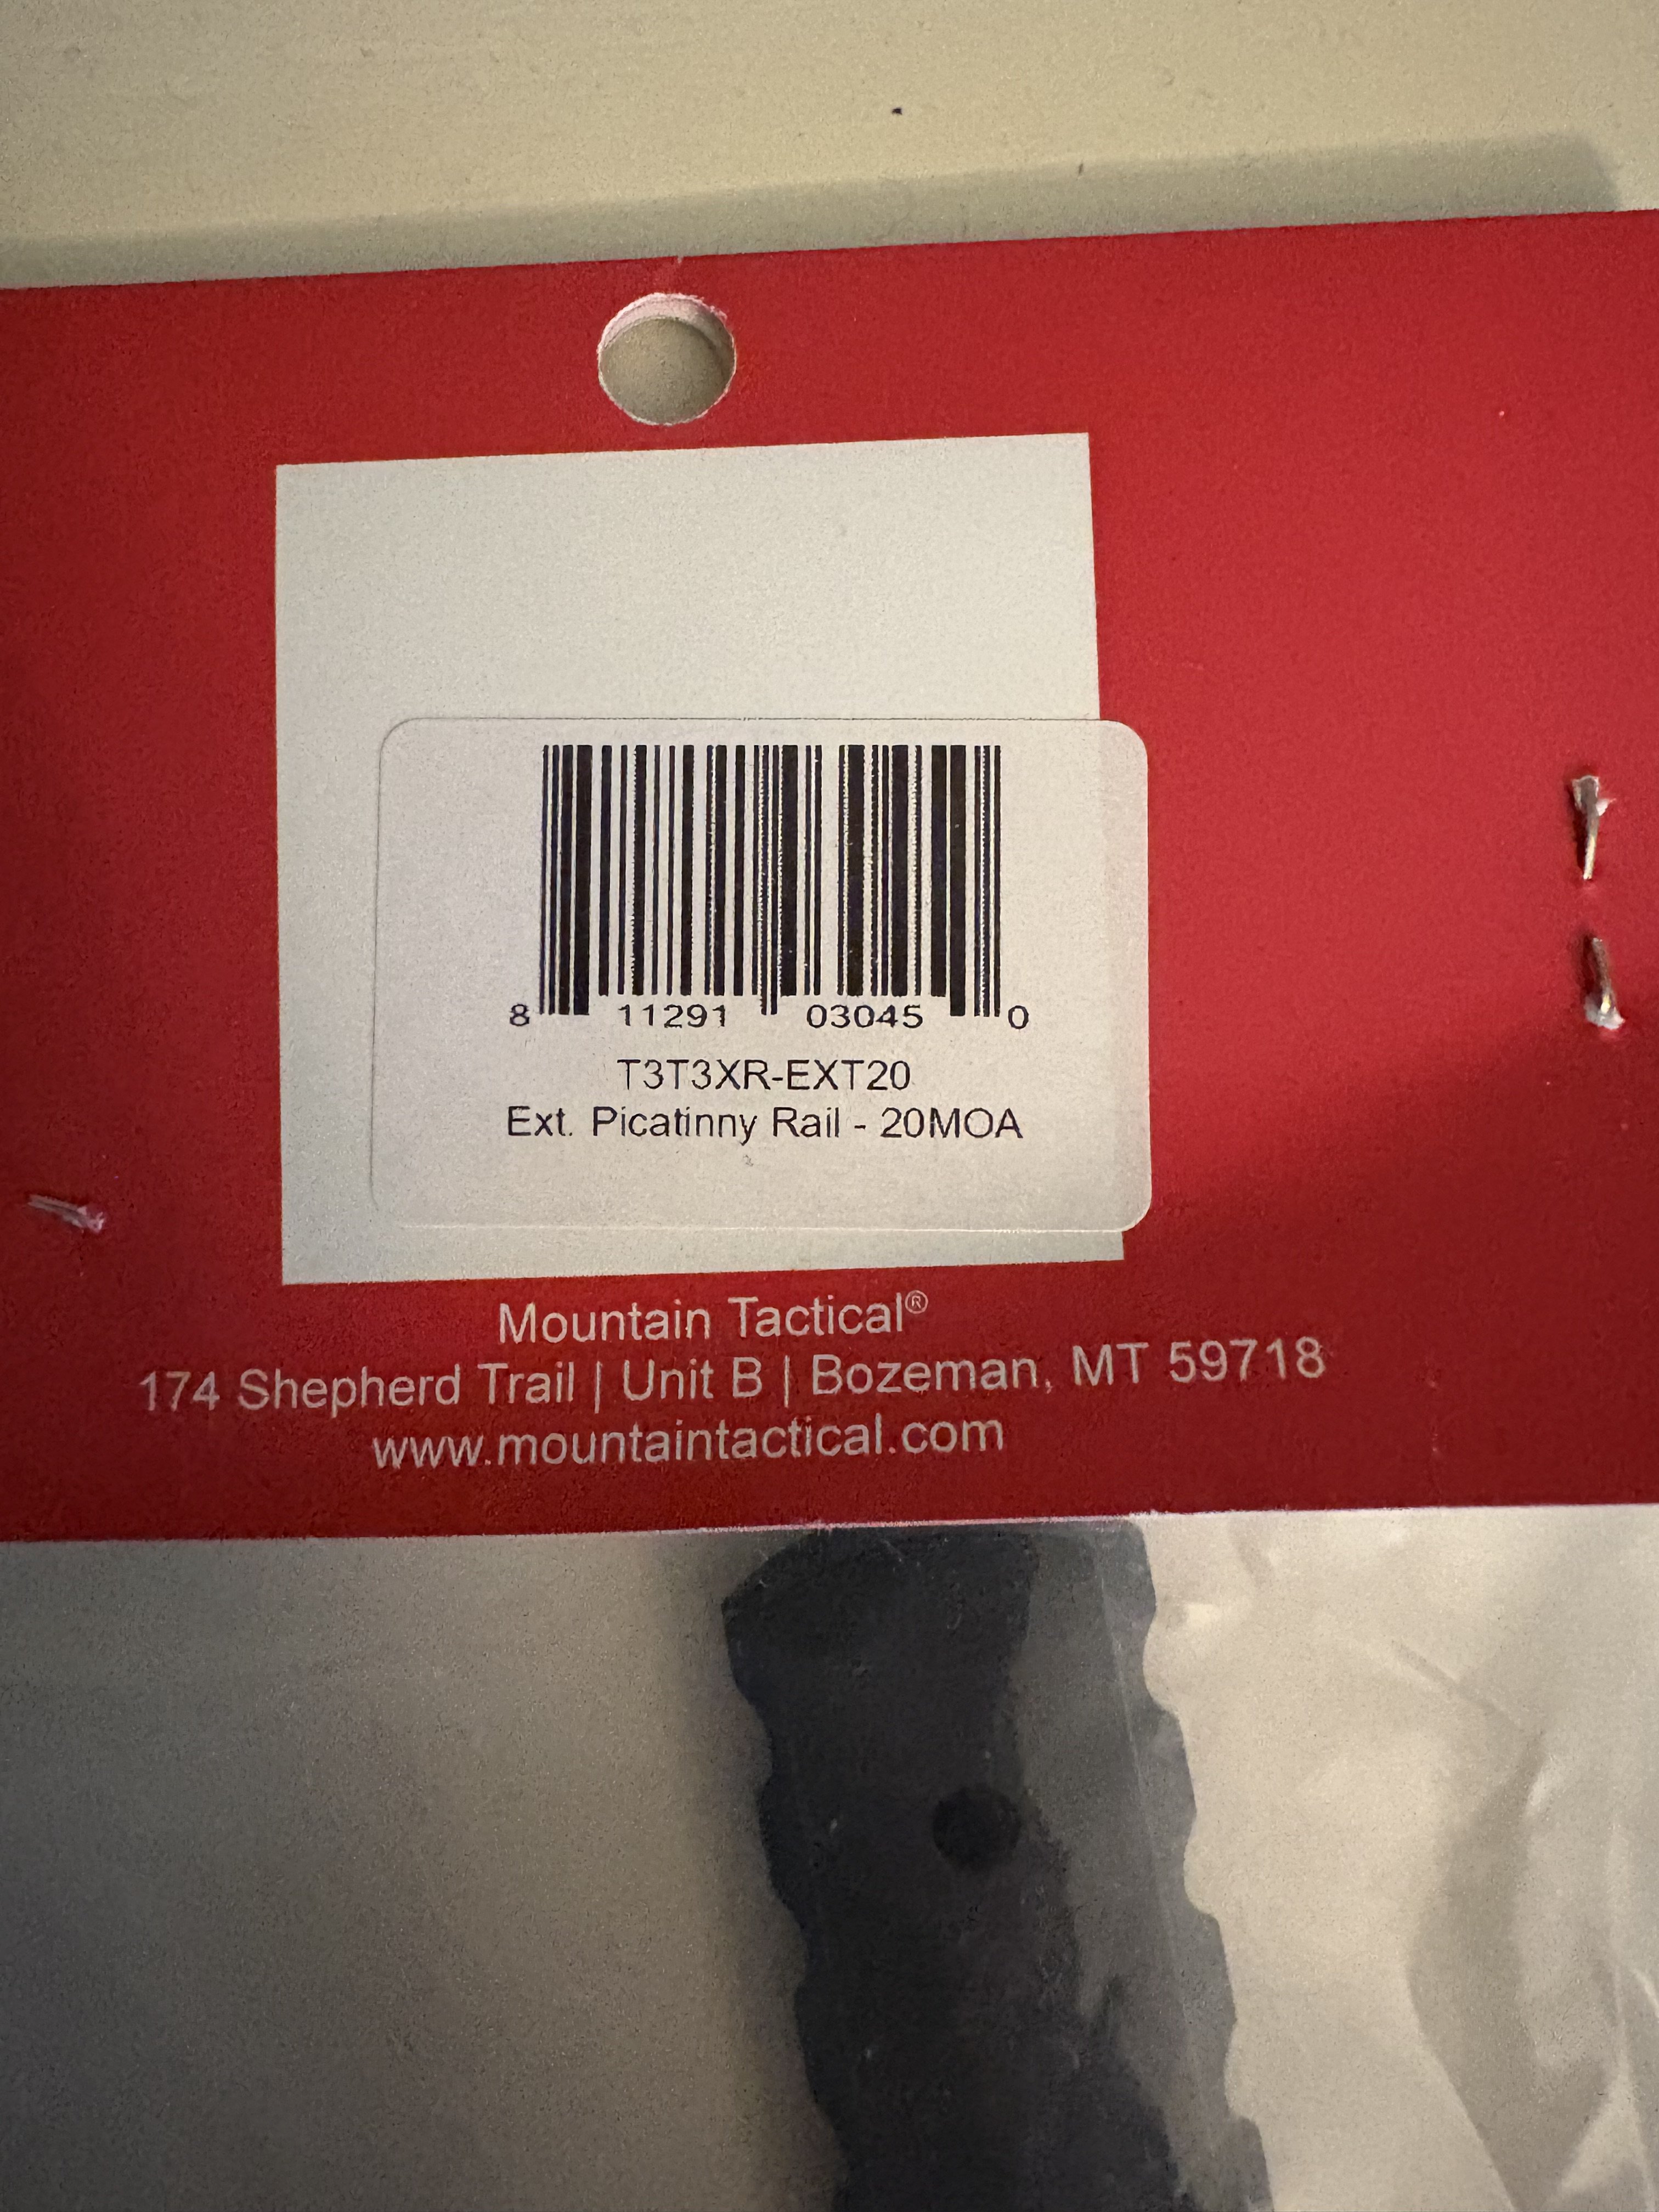 8 11291 03045 0
T3T3XR-EXT20
Ext. Picatinny Rail - 20MOA
Mountain Tactical®
174 Shepherd Trail | Unit B | Bozeman, MT 59718
www.mountaintactical.com